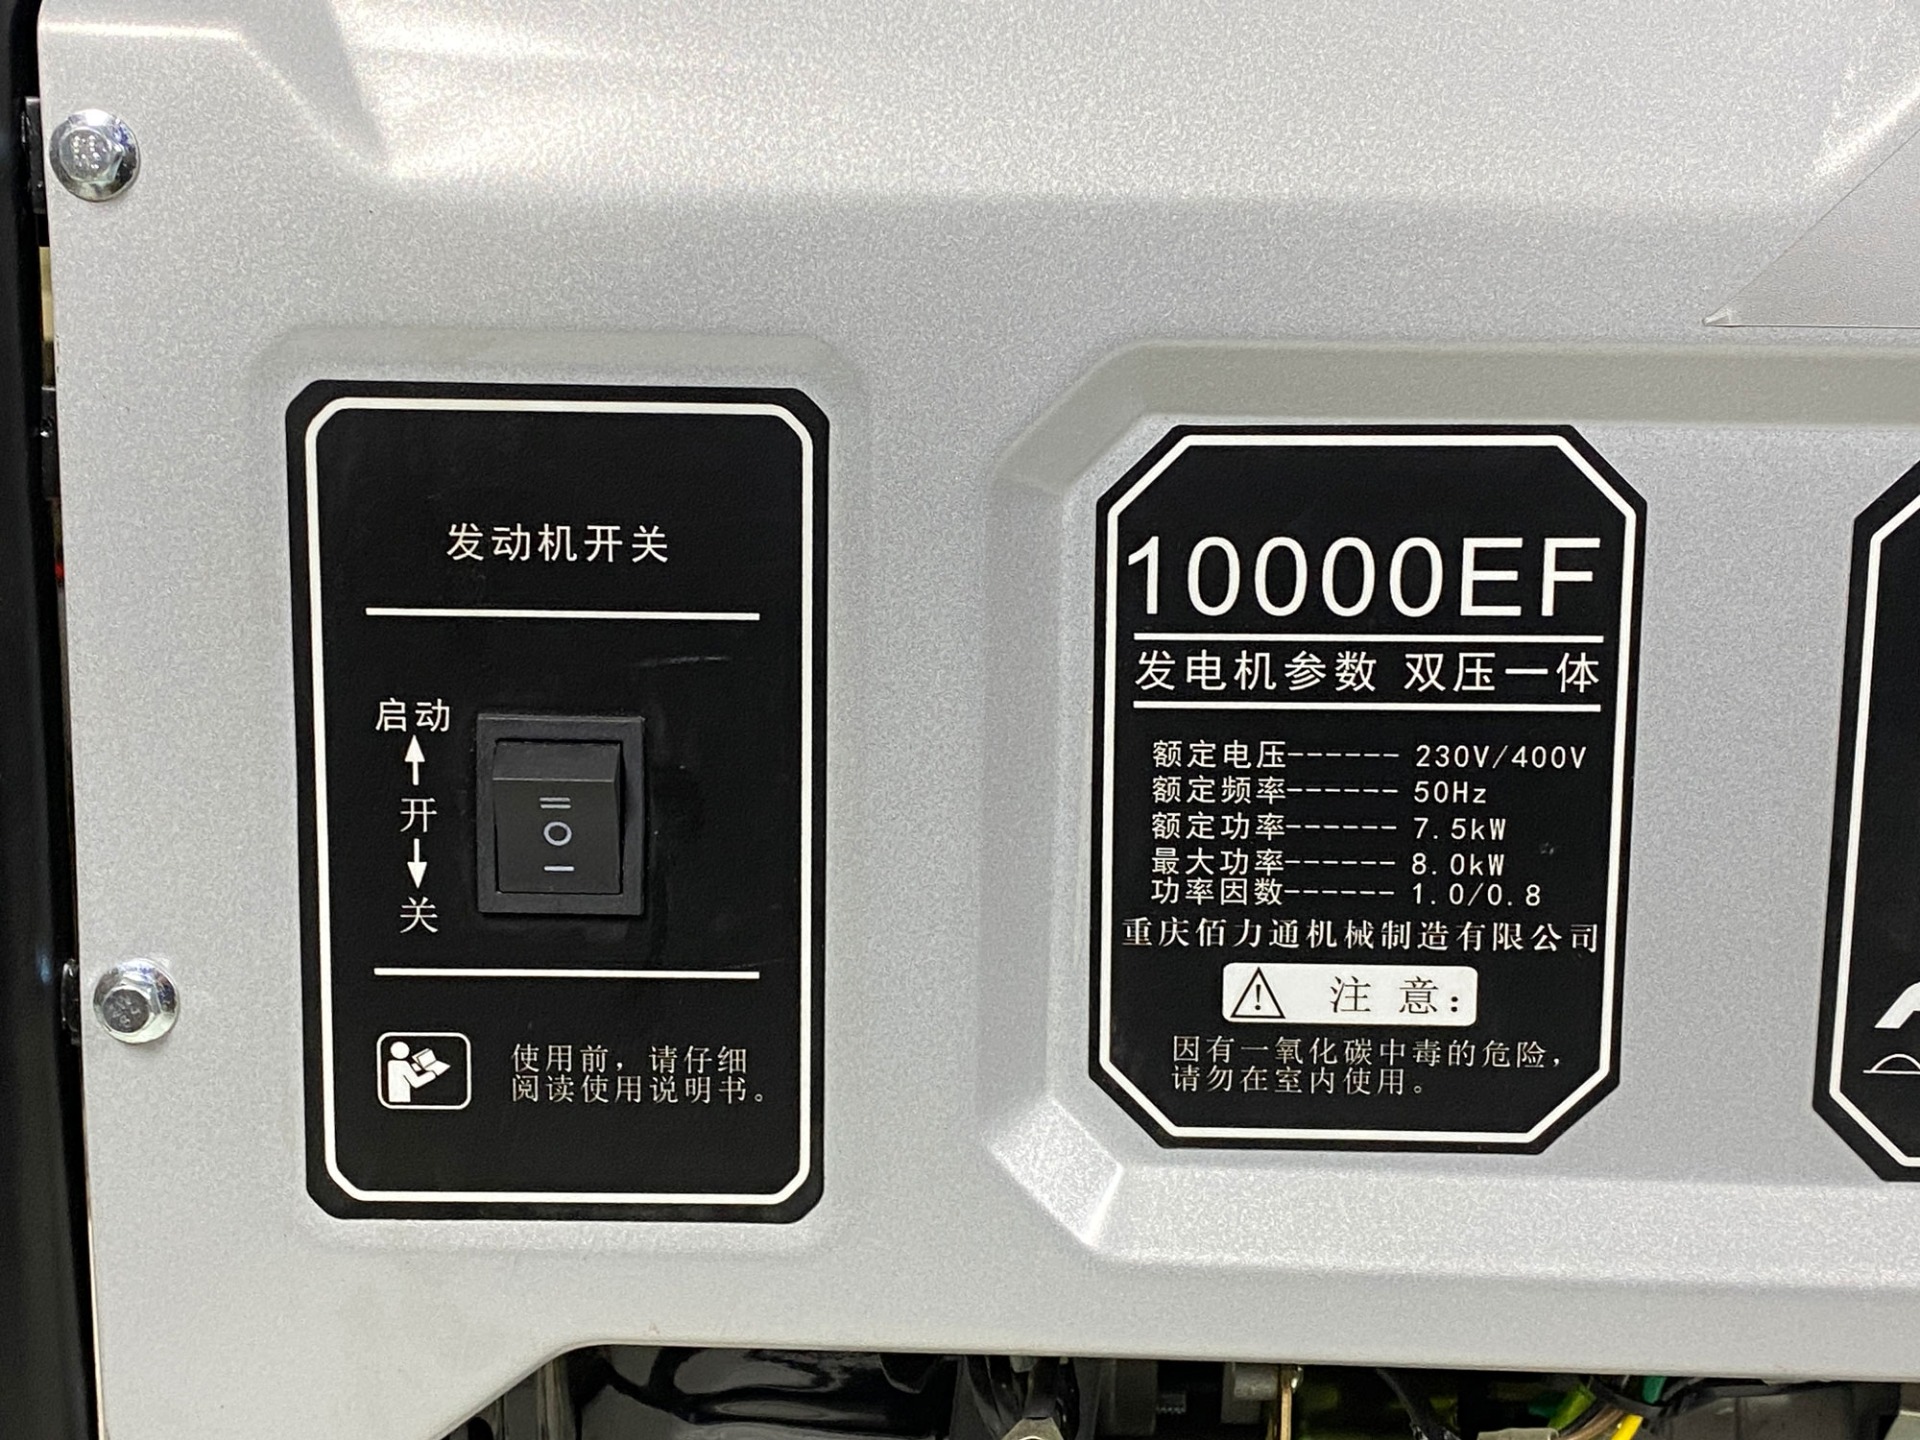 发动机开关
启动
开
关
使用前，请仔细
阅读使用说明书。
10000EF
发电机参数 双压一体
额定电压------ 230V/400V
额定频率------ 50Hz
额定功率------ 7.5kW
最大功率------ 8.0kW
功率因数------ 1.0/0.8
重庆佰力通机械制造有限公司
注 意：
因有一氧化碳中毒的危险，
请勿在室内使用。